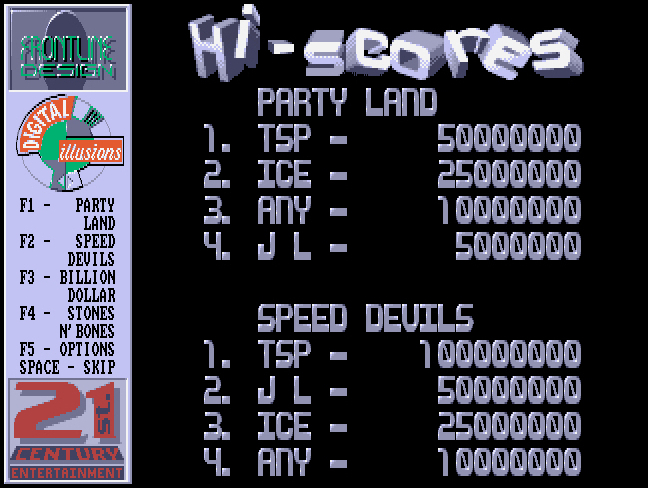 FRONTLINE
DESIGN
DIGITAL
illusions
F1 - PARTY
LAND
F2 - SPEED
DEVILS
F3 - BILLION
DOLLAR
F4 - STONES
N'BONES
F5 - OPTIONS
SPACE - SKIP
21st.
CENTURY
ENTERTAINMENT
Hi-scores
PARTY LAND
1. TSP - 50000000
2. ICE - 25000000
3. ANY - 10000000
4. J L - 5000000
SPEED DEVILS
1. TSP - 100000000
2. J L - 50000000
3. ICE - 25000000
4. ANY - 10000000